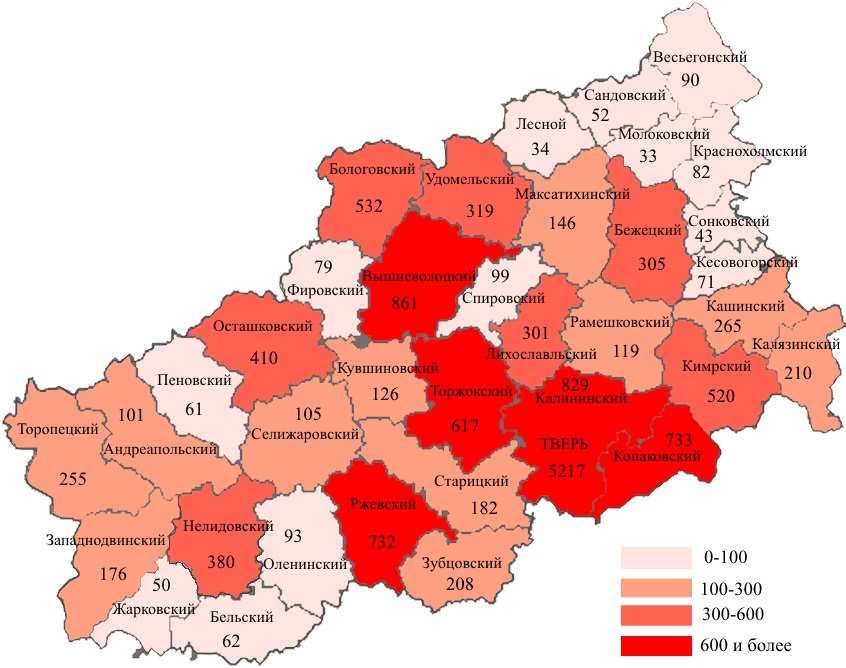 Весьегонский
90
Сандовский
52
Лесной
34
Молоковский
33
Краснохолмский
82
Бологовский
532
Удомельский
319
Максатихинский
146
Бежецкий
305
Сонковский
43
Кесовогорский
71
79
Фировский
Вышневолоцкий
861
99
Спировский
Кашинский
265
Калязинский
210
Осташковский
410
301
Лихославльский
Рамешковский
119
Кимрский
520
Кувшиновский
126
Торжокский
617
829
Калининский
Пеновский
61
105
Селижаровский
101
Андреапольский
Торопецкий
255
ТВЕРЬ
5217
733
Конаковский
Старицкий
182
Ржевский
732
Нелидовский
380
93
Оленинский
Зубцовский
208
Западнодвинский
176
50
Жарковский
Бельский
62
0-100
100-300
300-600
600 и более